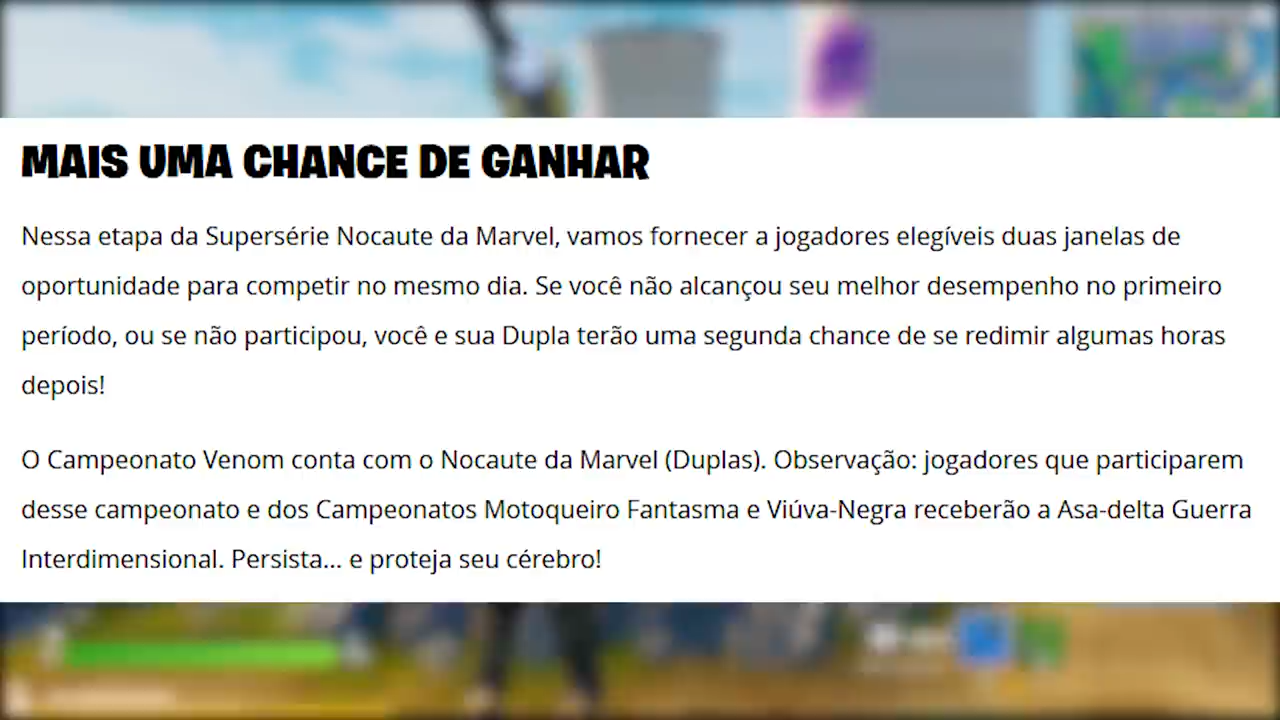 MAIS UMA CHANCE DE GANHAR
Nessa etapa da Supersérie Nocaute da Marvel, vamos fornecer a jogadores elegíveis duas janelas de
oportunidade para competir no mesmo dia. Se você não alcançou seu melhor desempenho no primeiro
período, ou se não participou, você e sua Dupla terão uma segunda chance de se redimir algumas horas
depois!
O Campeonato Venom conta com o Nocaute da Marvel (Duplas). Observação: jogadores que participarem
desse campeonato e dos Campeonatos Motoqueiro Fantasma e Viúva-Negra receberão a Asa-delta Guerra
Interdimensional. Persista... e proteja seu cérebro!